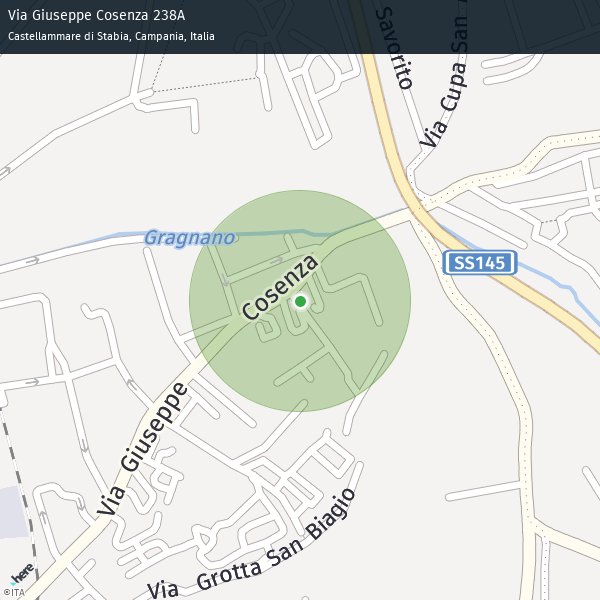 Via Giuseppe Cosenza 238A
Castellammare di Stabia, Campania, Italia
Savorito
Via Cupa San
Gragnano
Cosenza
SS145
Via Giuseppe
Via Grotta San Biagio
here
©ITA